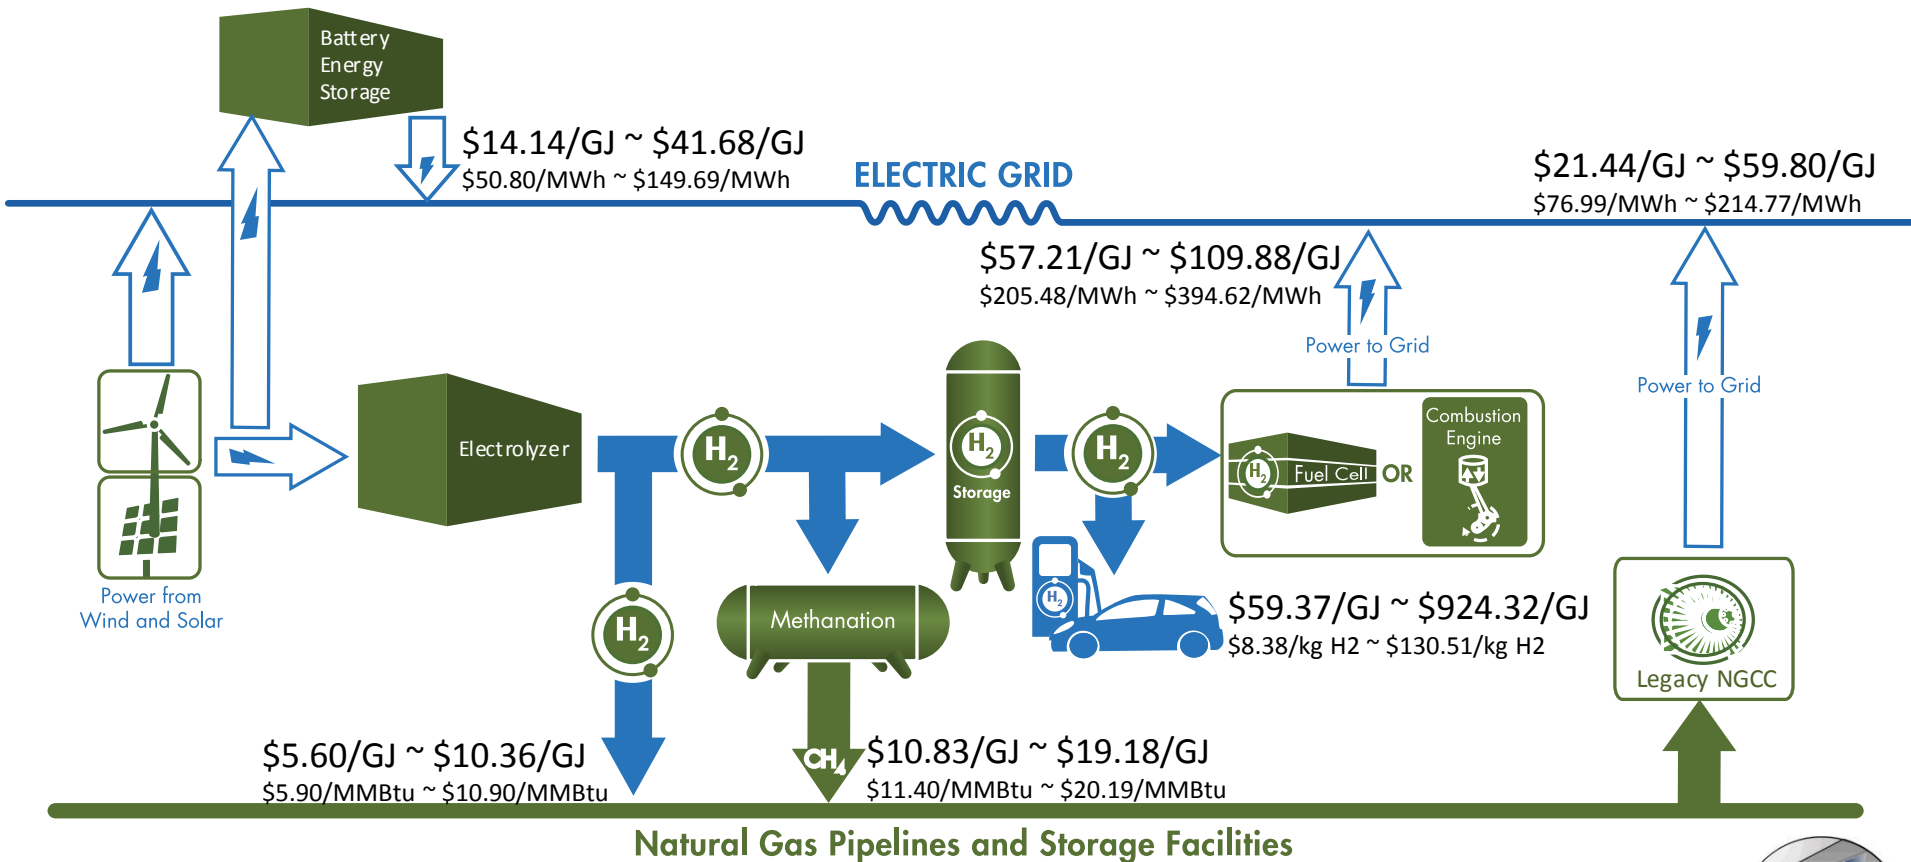 Battery
Energy
Storage
$14.14/GJ ~ $41.68/GJ
$50.80/MWh ~ $149.69/MWh
ELECTRIC GRID
$21.44/GJ ~ $59.80/GJ
$76.99/MWh ~ $214.77/MWh
$57.21/GJ ~ $109.88/GJ
$205.48/MWh ~ $394.62/MWh
Power to Grid
Power to Grid
Electrolyzer
H2
H2
Storage
H2
H2
Fuel Cell
OR
Combustion
Engine
Power from
Wind and Solar
H2
Methanation
H2
$59.37/GJ ~ $924.32/GJ
$8.38/kg H2 ~ $130.51/kg H2
Legacy NGCC
$5.60/GJ ~ $10.36/GJ
$5.90/MMBtu ~ $10.90/MMBtu
CH4
$10.83/GJ ~ $19.18/GJ
$11.40/MMBtu ~ $20.19/MMBtu
Natural Gas Pipelines and Storage Facilities